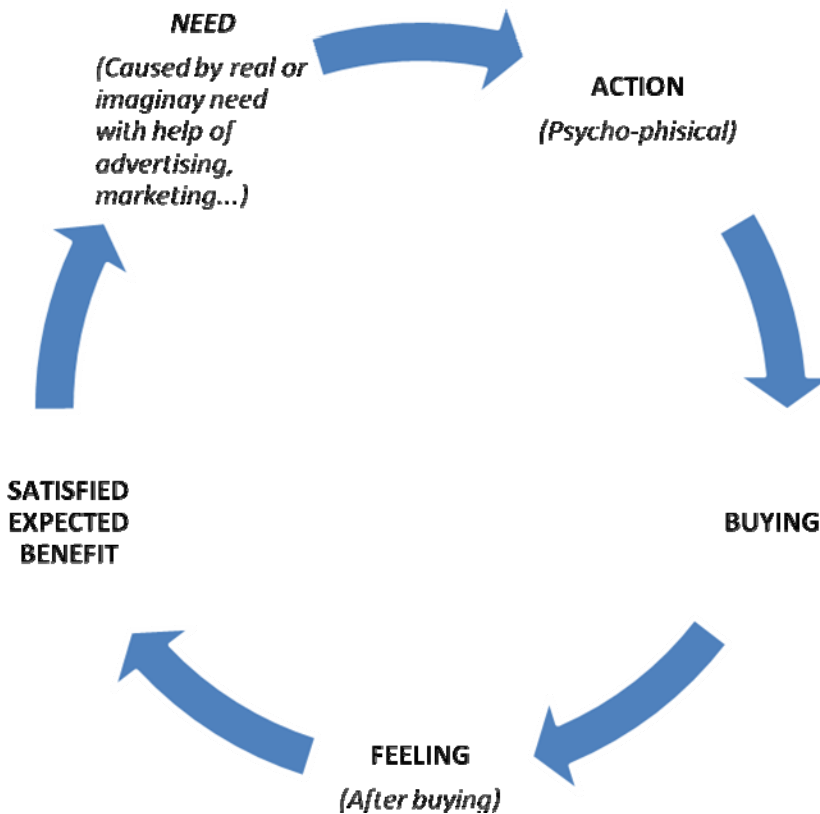 NEED
(Caused by real or
imaginay need
with help of
advertising,
marketing...)
ACTION
(Psycho-phisical)
BUYING
FEELING
(After buying)
SATISFIED
EXPECTED
BENEFIT